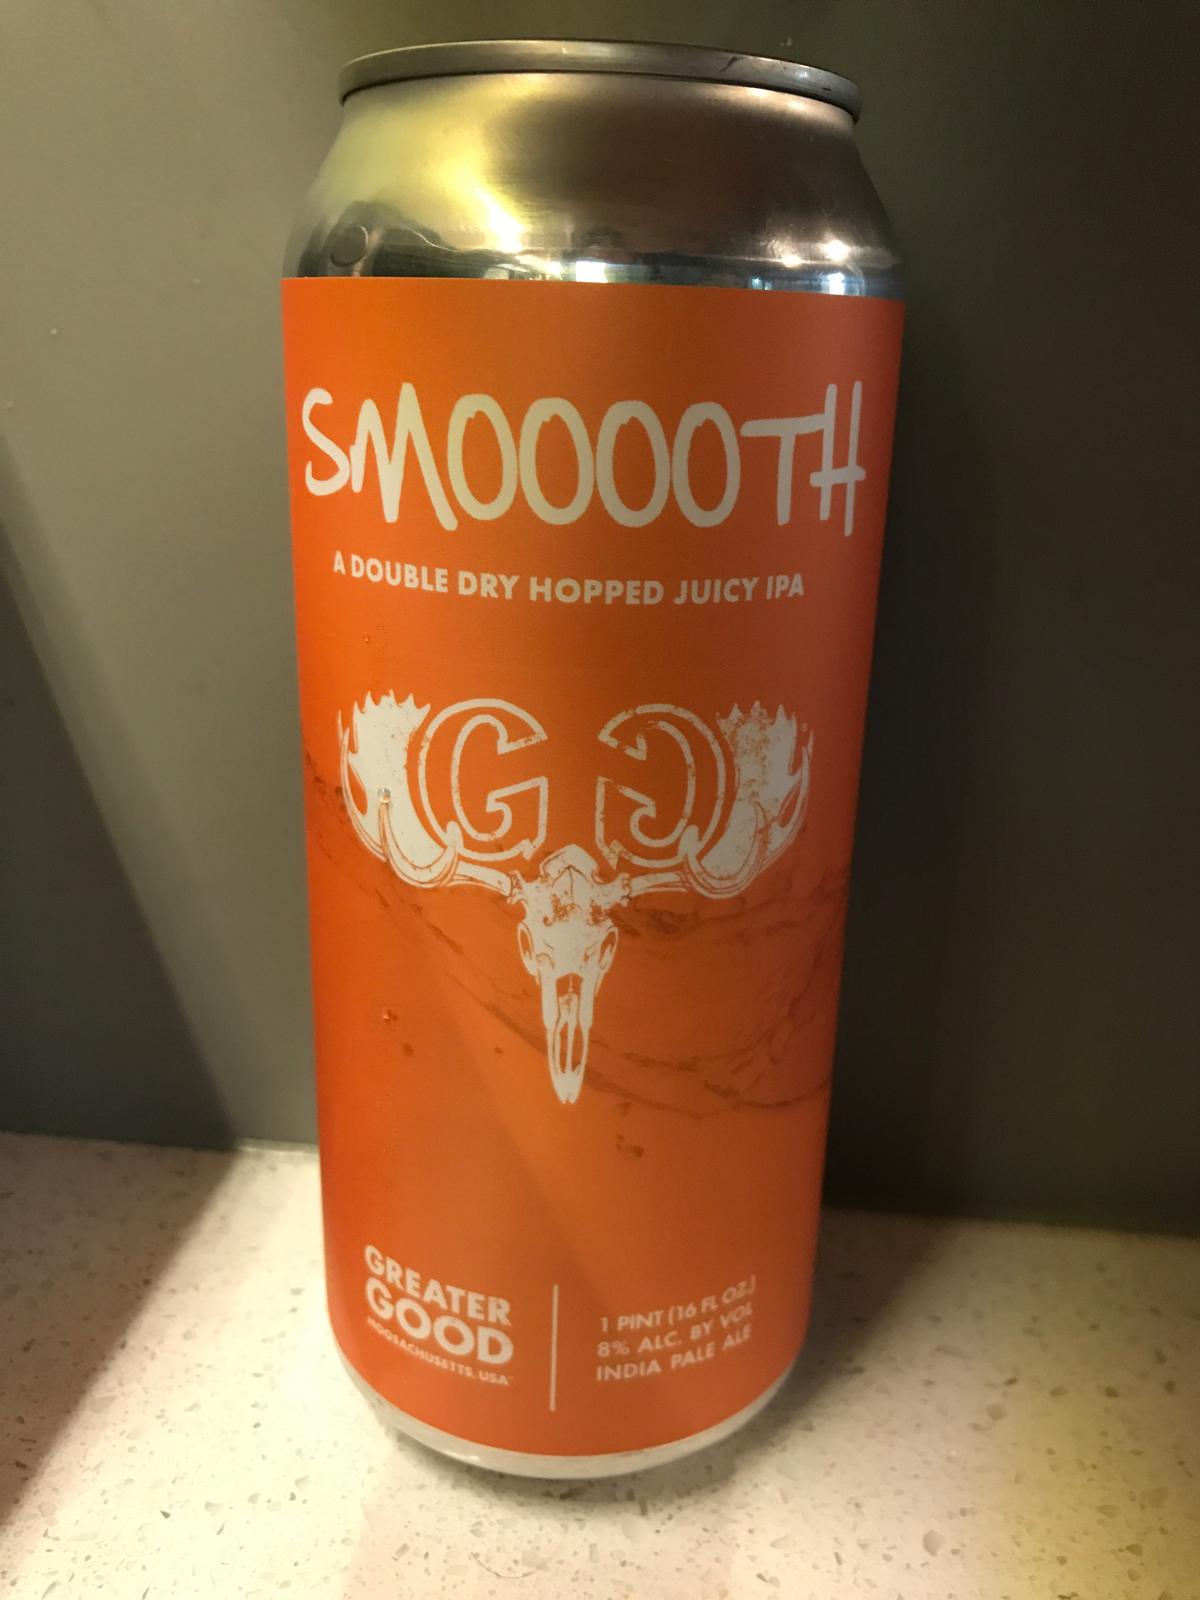 SMOOOOTH
A DOUBLE DRY HOPPED JUICY IPA
G G
GREATER
GOOD
MOOSACHUSETTS, USA
1 PINT (16 FL OZ.)
8% ALC. BY VOL
INDIA PALE ALE